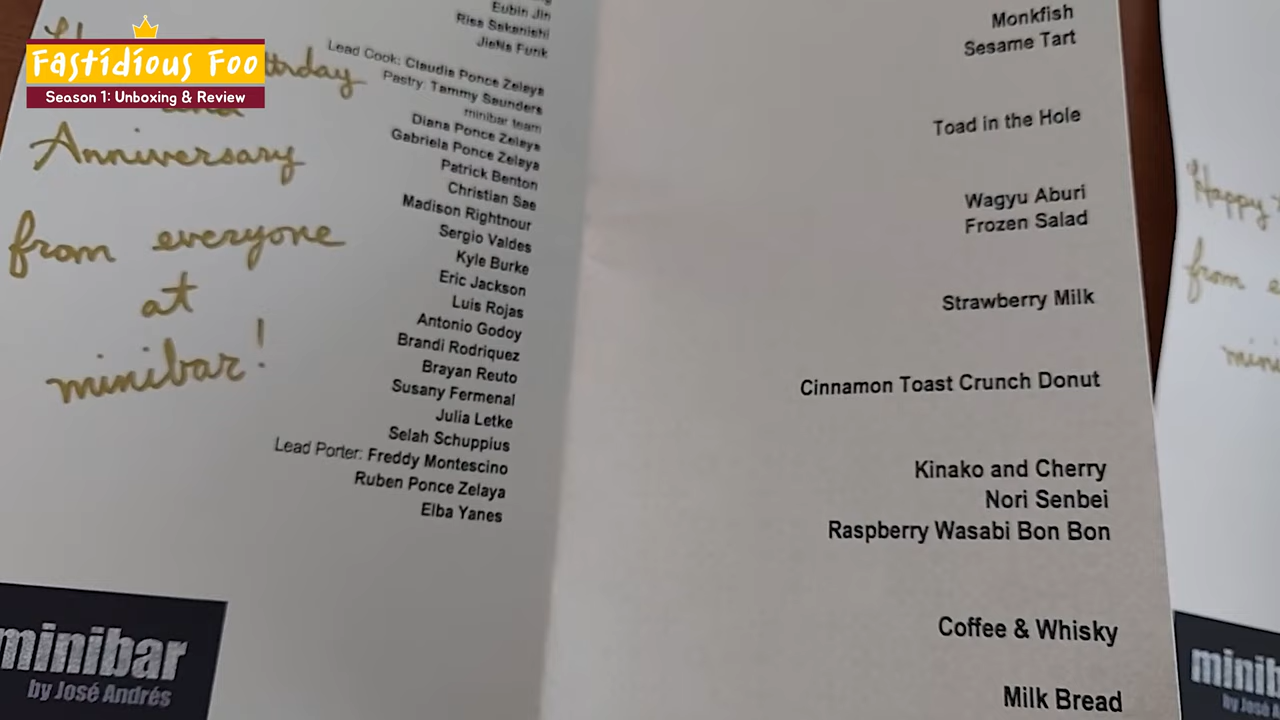 Fastidious Foo
Season 1: Unboxing & Review
Anniversary
from everyone
at
minibar!
minibar
by José Andrés
Eubin Jin
Risa Sakanishi
JieNa Funk
Lead Cook: Claudia Ponce Zelaya
Pastry: Tammy Saunders
minibar team
Diana Ponce Zelaya
Gabriela Ponce Zelaya
Patrick Benton
Christian Sae
Madison Rightnour
Sergio Valdes
Kyle Burke
Eric Jackson
Luis Rojas
Antonio Godoy
Brandi Rodriquez
Brayan Reuto
Susany Fermenal
Julia Letke
Selah Schuppius
Lead Porter: Freddy Montescino
Ruben Ponce Zelaya
Elba Yanes
Monkfish
Sesame Tart
Toad in the Hole
Wagyu Aburi
Frozen Salad
Strawberry Milk
Cinnamon Toast Crunch Donut
Kinako and Cherry
Nori Senbei
Raspberry Wasabi Bon Bon
Coffee & Whisky
Milk Bread
Happy
from